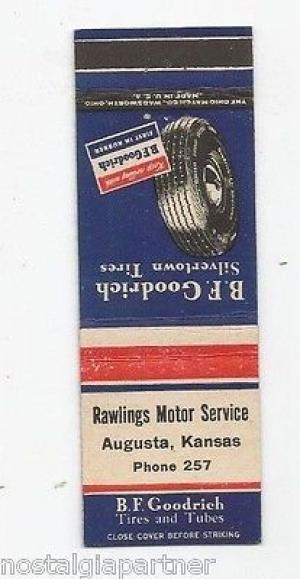 THE OHIO MATCH CO., WADSWORTH, OHIO
MADE IN U.S.A.
Keep rolling with
B.F. Goodrich
FIRST IN RUBBER
B.F. Goodrich
Silvertown Tires
Rawlings Motor Service
Augusta, Kansas
Phone 257
B.F. Goodrich
Tires and Tubes
CLOSE COVER BEFORE STRIKING
nostalgiapartner
nostalgiapartner